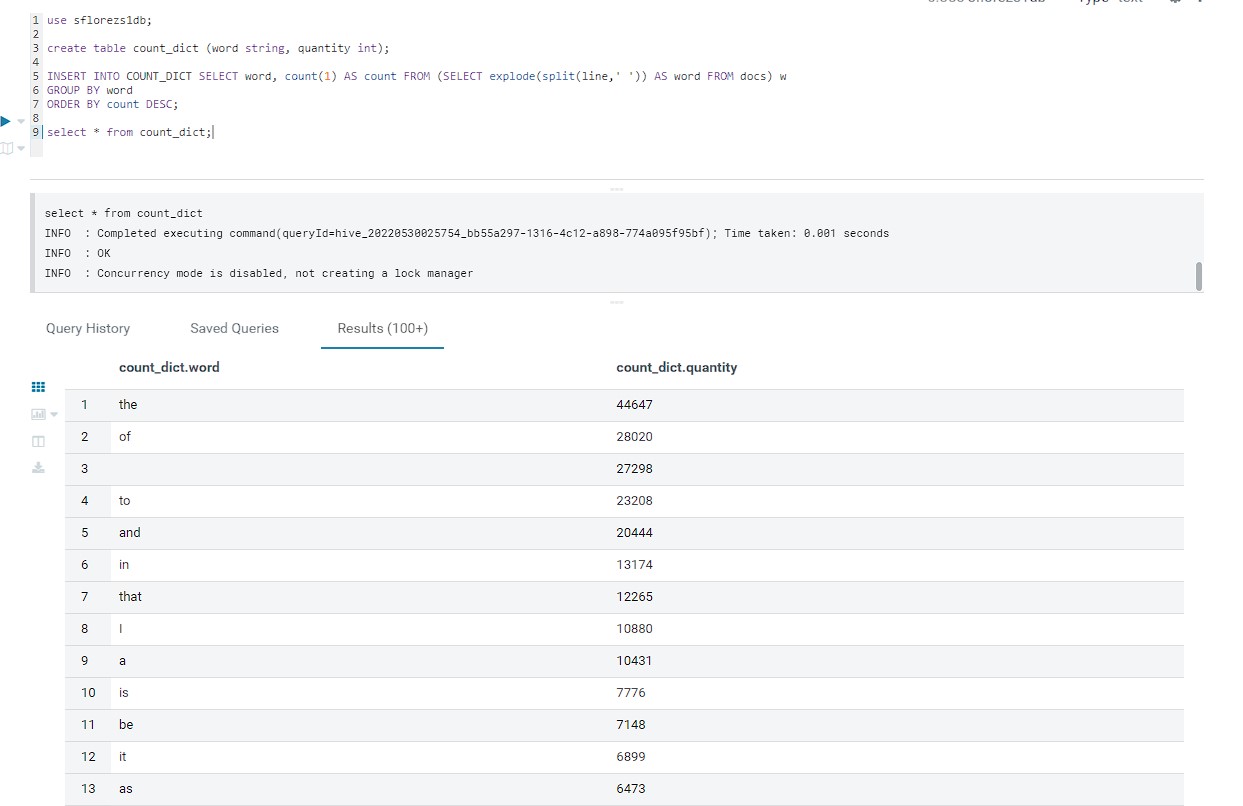 1 use sflorezs1db;
2
3 create table count_dict (word string, quantity int);
4
5 INSERT INTO COUNT_DICT SELECT word, count(1) AS count FROM (SELECT explode(split(line,' ')) AS word FROM docs) w
6 GROUP BY word
7 ORDER BY count DESC;
8
9 select * from count_dict;
select * from count_dict
INFO : Completed executing command(queryId=hive_20220530025754_bb55a297-1316-4c12-a898-774a095f95bf); Time taken: 0.001 seconds
INFO : OK
INFO : Concurrency mode is disabled, not creating a lock manager
Query History Saved Queries Results (100+)
count_dict.word count_dict.quantity
1 the 44647
2 of 28020
3 27298
4 to 23208
5 and 20444
6 in 13174
7 that 12265
8 I 10880
9 a 10431
10 is 7776
11 be 7148
12 it 6899
13 as 6473